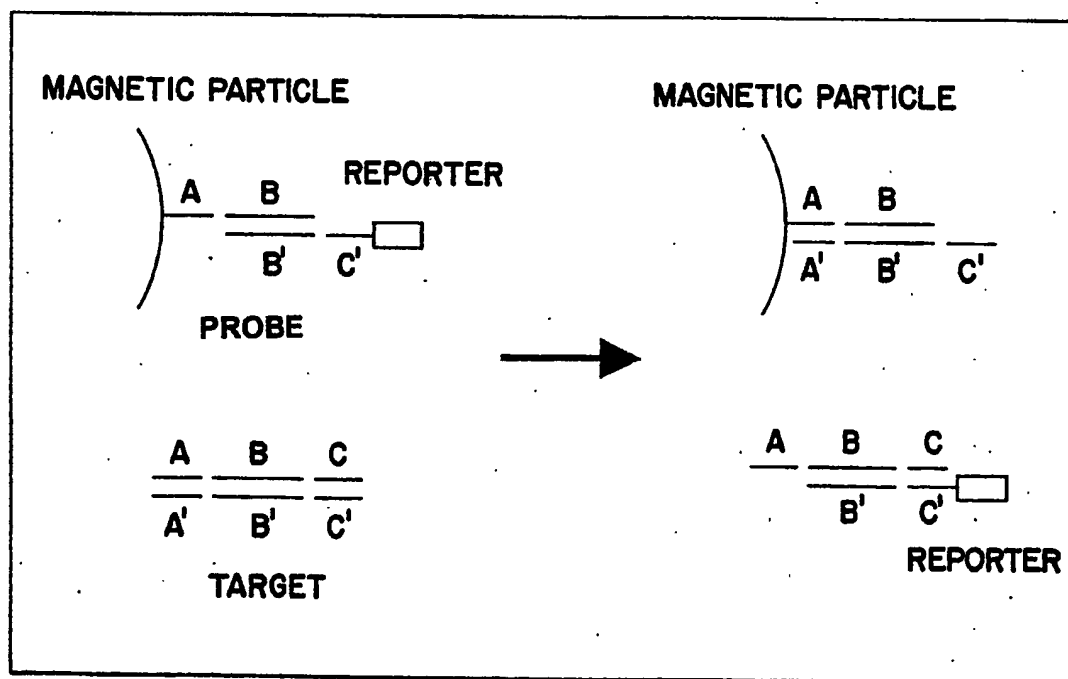 MAGNETIC PARTICLE
A B
REPORTER
B' C'
PROBE
A B C
A' B' C'
TARGET
MAGNETIC PARTICLE
A B
A' B' C'
A B C
B' C'
REPORTER